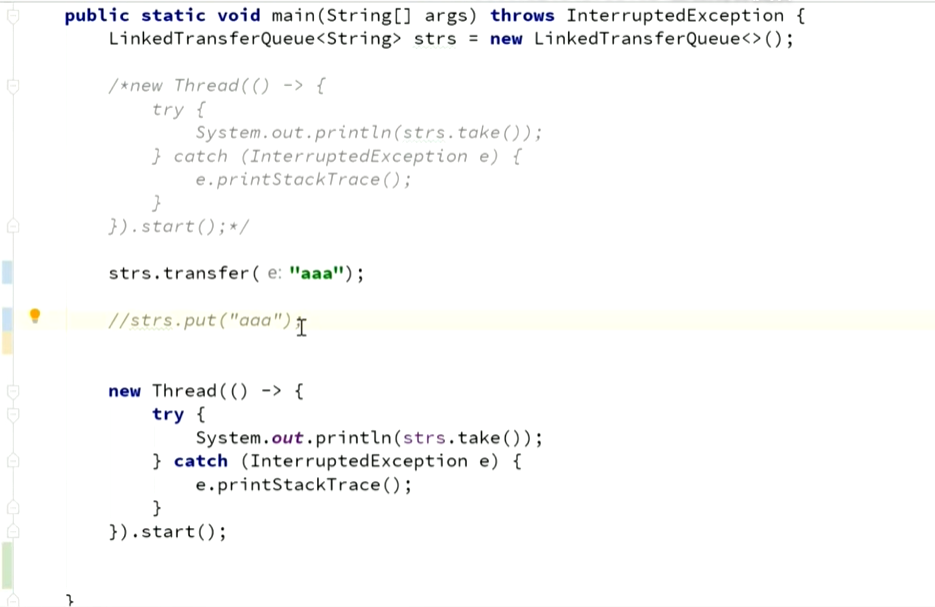 public static void main(String[] args) throws InterruptedException {
    LinkedTransferQueue<String> strs = new LinkedTransferQueue<>();
    /*new Thread(() -> {
        try {
            System.out.println(strs.take());
        } catch (InterruptedException e) {
            e.printStackTrace();
        }
    }).start();*/
    strs.transfer( e: "aaa");
    //strs.put("aaa");
    new Thread(() -> {
        try {
            System.out.println(strs.take());
        } catch (InterruptedException e) {
            e.printStackTrace();
        }
    }).start();
}